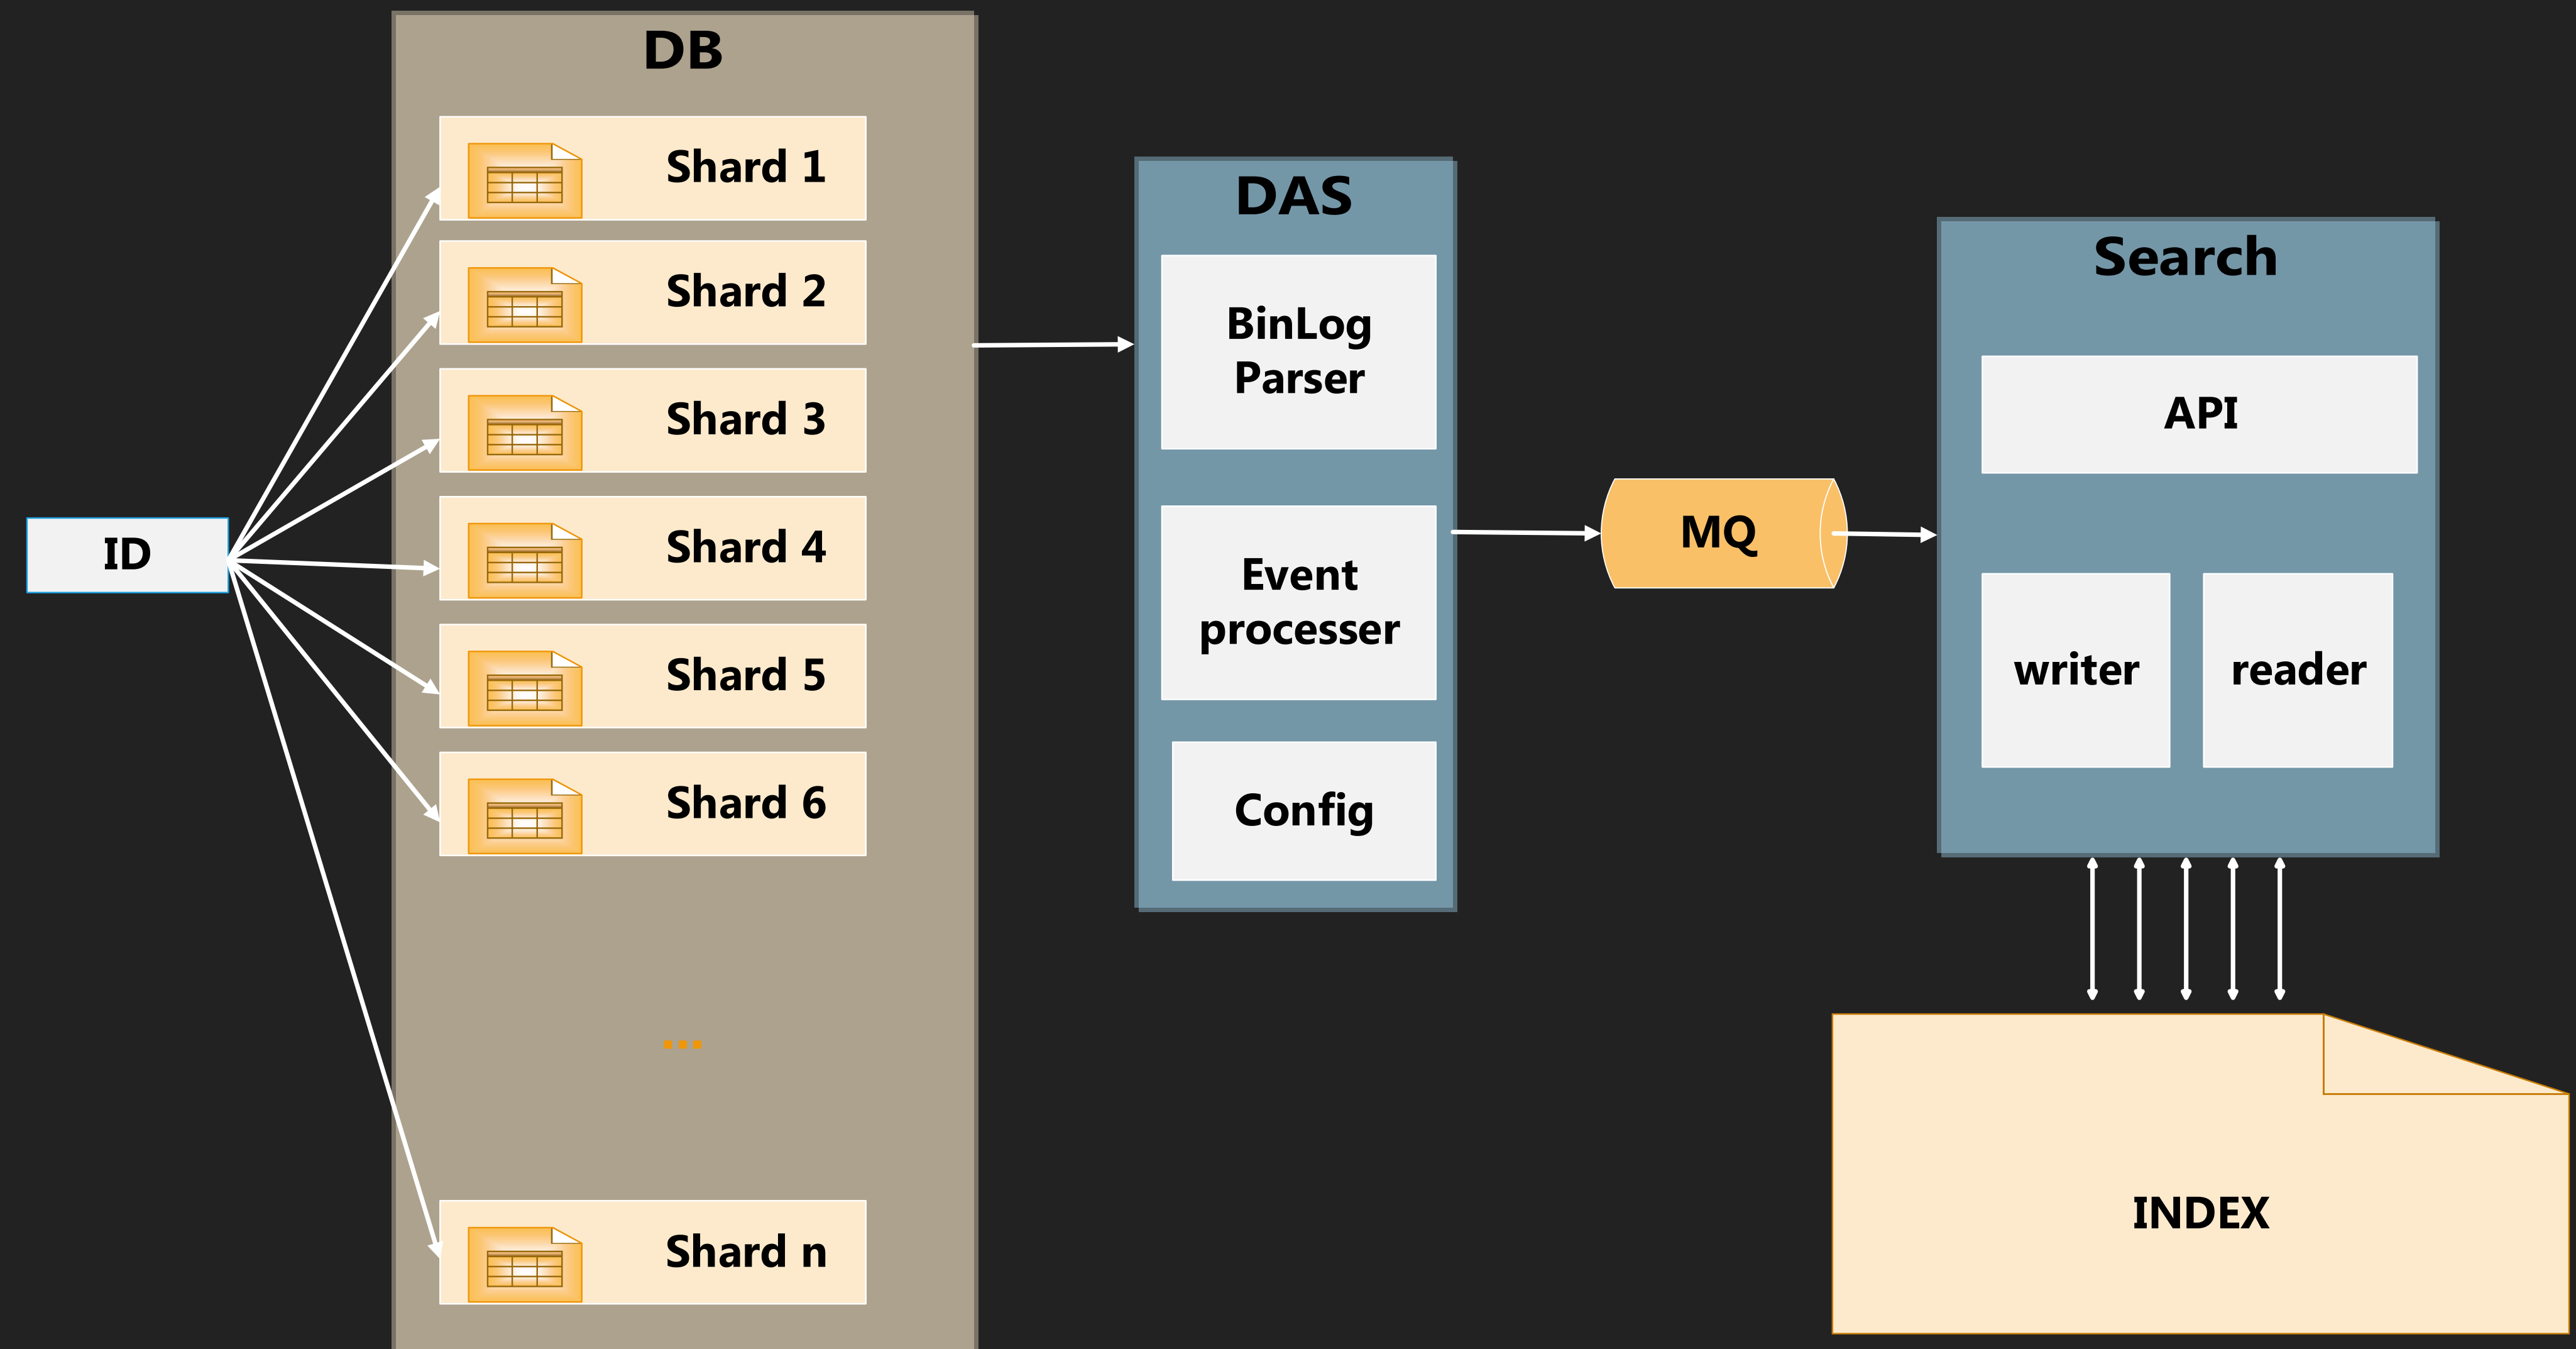 DB
Shard 1
Shard 2
Shard 3
Shard 4
Shard 5
Shard 6
...
Shard n
ID
DAS
BinLog
Parser
Event
processer
Config
MQ
Search
API
writer
reader
INDEX